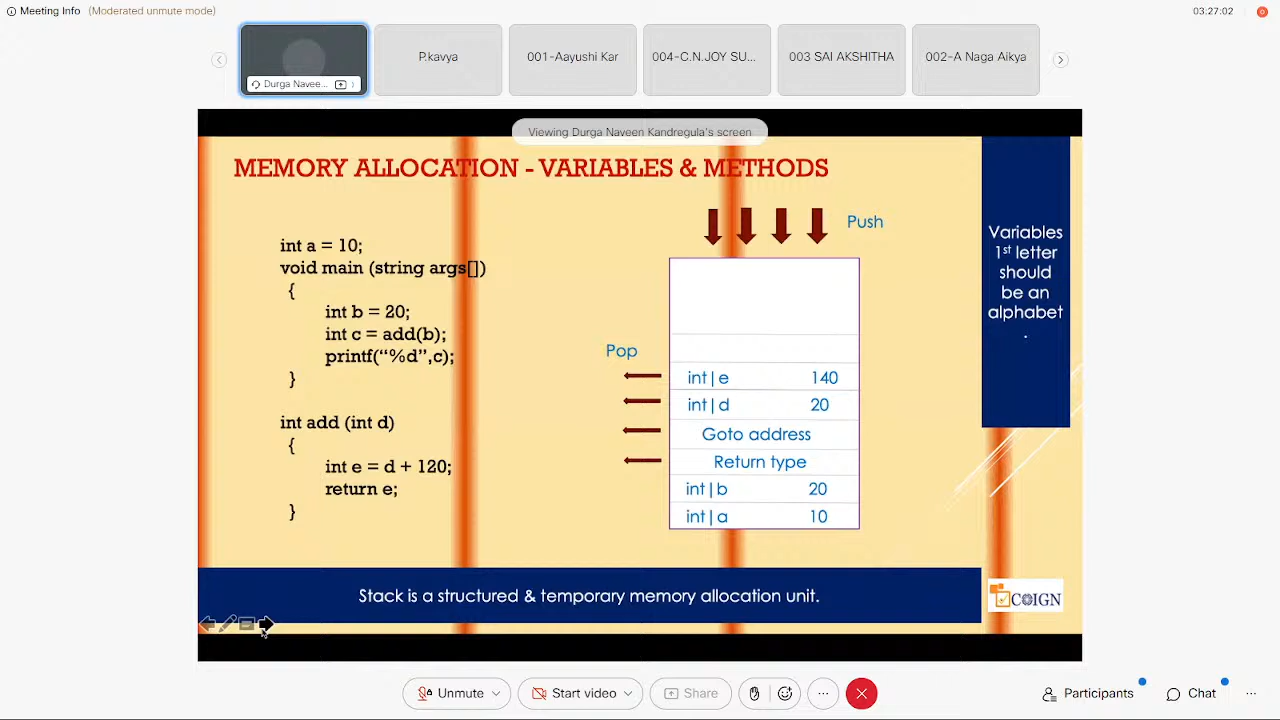 Meeting Info (Moderated unmute mode) 03:27:02
Durga Navee... P.kavya 001-Aayushi Kar 004-C.N.JOY SU... 003 SAI AKSHITHA 002-A Naga Aikya
Viewing Durga Naveen Kandregula's screen
MEMORY ALLOCATION - VARIABLES & METHODS
int a = 10;
void main (string args[])
{
int b = 20;
int c = add(b);
printf(“%d”,c);
}
int add (int d)
{
int e = d + 120;
return e;
}
Push
Pop
int|e 140
int|d 20
Goto address
Return type
int|b 20
int|a 10
Variables
1st letter
should
be an
alphabet
.
Stack is a structured & temporary memory allocation unit.
COIGN
Unmute Start video Share Participants Chat